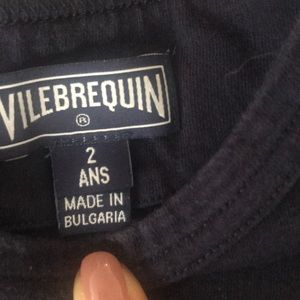 VILEBREQUIN
®
2
ANS
MADE IN
BULGARIA